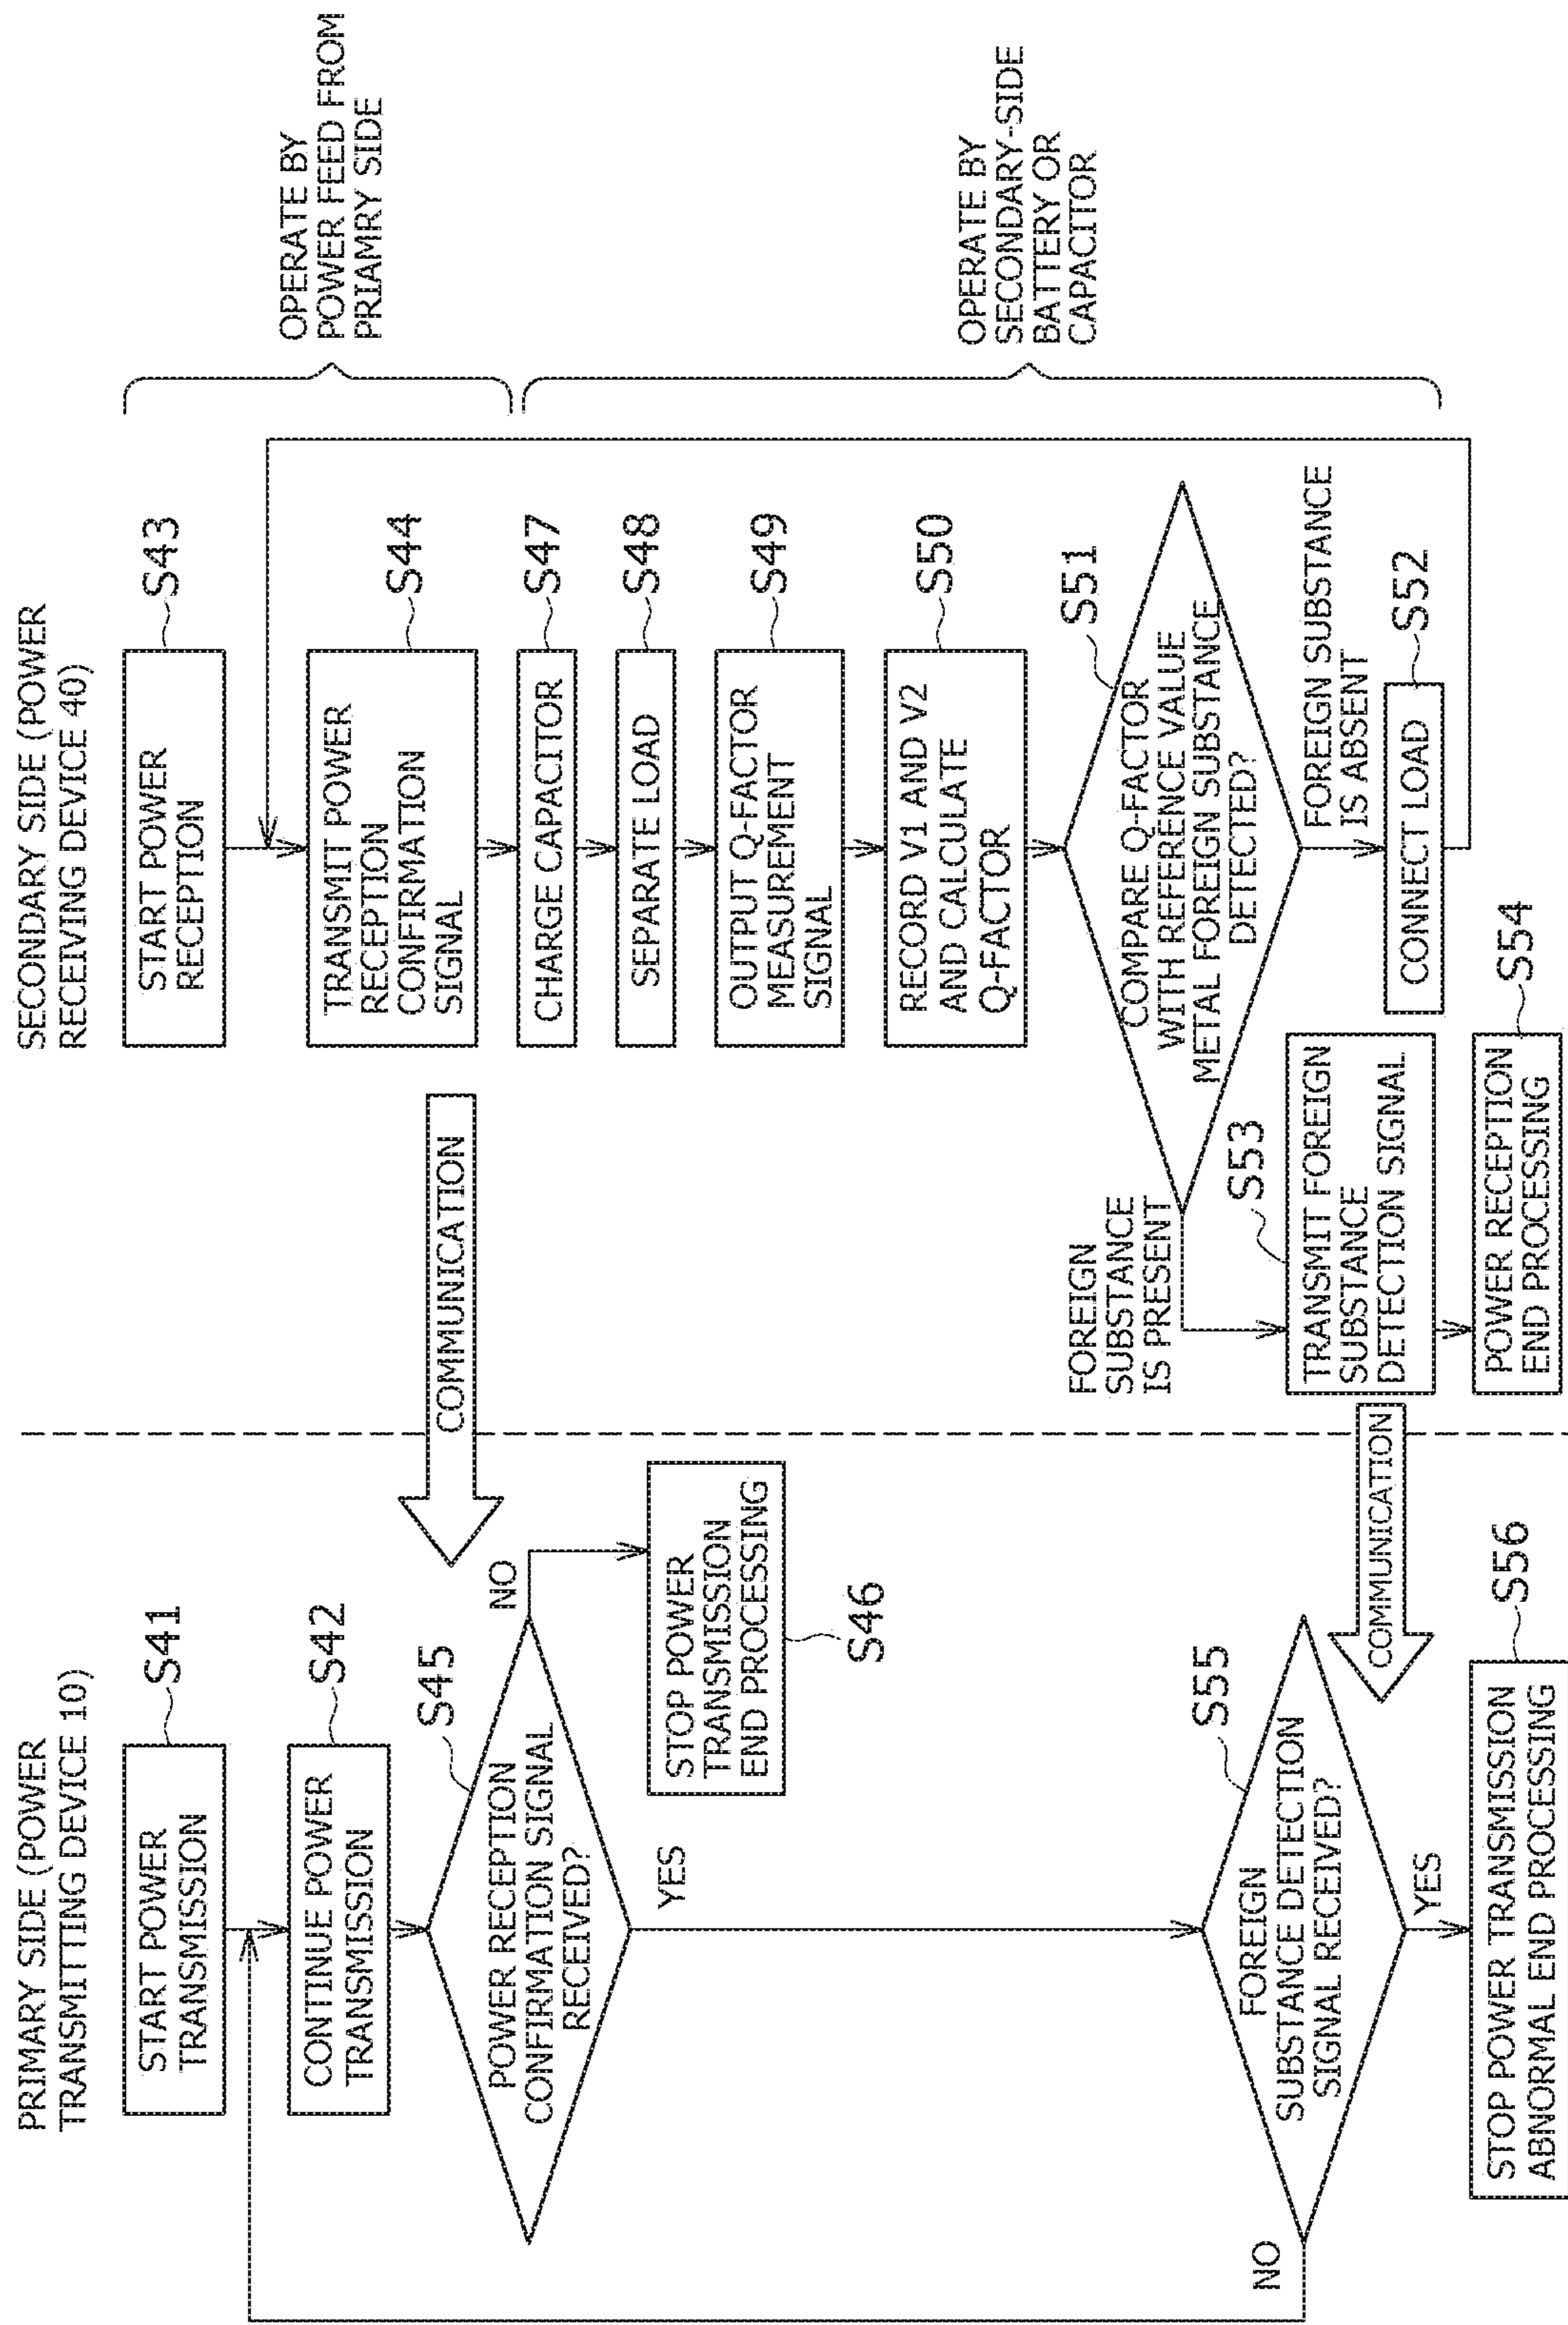 PRIMARY SIDE (POWER
TRANSMITTING DEVICE 10)
START POWER
TRANSMISSION
S41
CONTINUE POWER
TRANSMISSION
S42
POWER RECEPTION
CONFIRMATION SIGNAL
RECEIVED?
S45
NO
STOP POWER
TRANSMISSION
END PROCESSING
S46
YES
FOREIGN
SUBSTANCE DETECTION
SIGNAL RECEIVED?
S55
NO
YES
STOP POWER TRANSMISSION
ABNORMAL END PROCESSING
S56
COMMUNICATION
COMMUNICATION
SECONDARY SIDE (POWER
RECEIVING DEVICE 40)
START POWER
RECEPTION
S43
TRANSMIT POWER
RECEPTION
CONFIRMATION
SIGNAL
S44
CHARGE CAPACITOR
S47
SEPARATE LOAD
S48
OUTPUT Q-FACTOR
MEASUREMENT
SIGNAL
S49
RECORD V1 AND V2
AND CALCULATE
Q-FACTOR
S50
COMPARE Q-FACTOR
WITH REFERENCE VALUE
METAL FOREIGN SUBSTANCE
DETECTED?
S51
FOREIGN
SUBSTANCE
IS PRESENT
FOREIGN SUBSTANCE
IS ABSENT
CONNECT LOAD
S52
TRANSMIT FOREIGN
SUBSTANCE
DETECTION SIGNAL
S53
POWER RECEPTION
END PROCESSING
S54
OPERATE BY
POWER FEED FROM
PRIAMRY SIDE
OPERATE BY
SECONDARY-SIDE
BATTERY OR
CAPACITOR